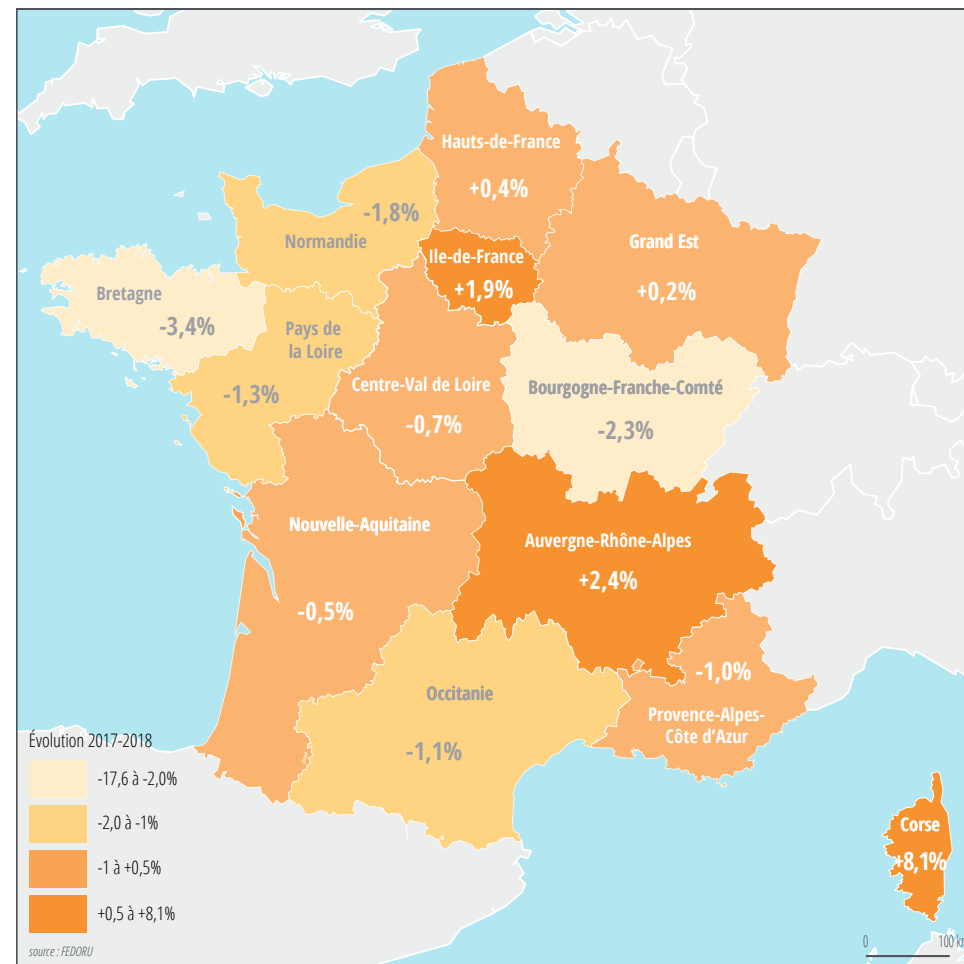 Hauts-de-France
+0,4%
-1,8%
Normandie
Grand Est
+0,2%
Ile-de-France
+1,9%
Bretagne
-3,4%
Pays de
la Loire
-1,3%
Centre-Val de Loire
-0,7%
Bourgogne-Franche-Comté
-2,3%
Nouvelle-Aquitaine
-0,5%
Auvergne-Rhône-Alpes
+2,4%
-1,0%
Provence-Alpes-
Côte d'Azur
Occitanie
-1,1%
Corse
+8,1%
Évolution 2017-2018
-17,6 à -2,0%
-2,0 à -1%
-1 à +0,5%
+0,5 à +8,1%
source : FEDORU
0 100 km